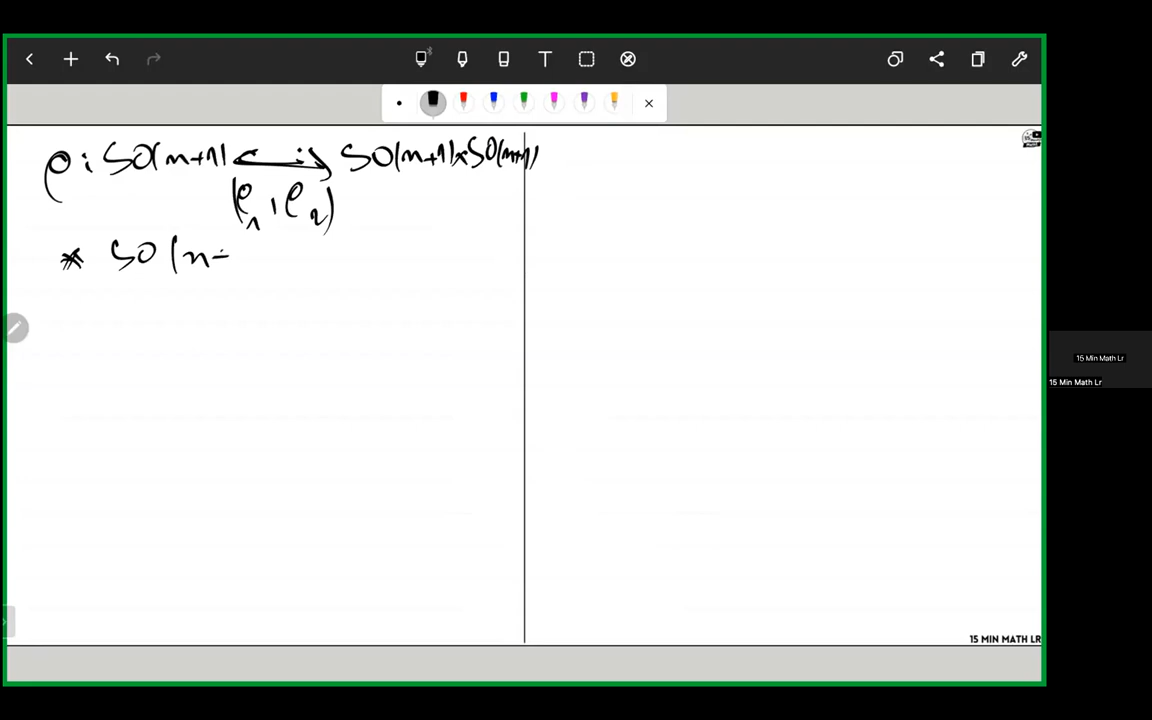 ρ : SO(n+1) ⟷ SO(n+1)×SO(n+1)
(ρ₁, ρ₂)
* SO(n-
15 Min Math Lr
15 Min Math Lr
15 MIN MATH LR